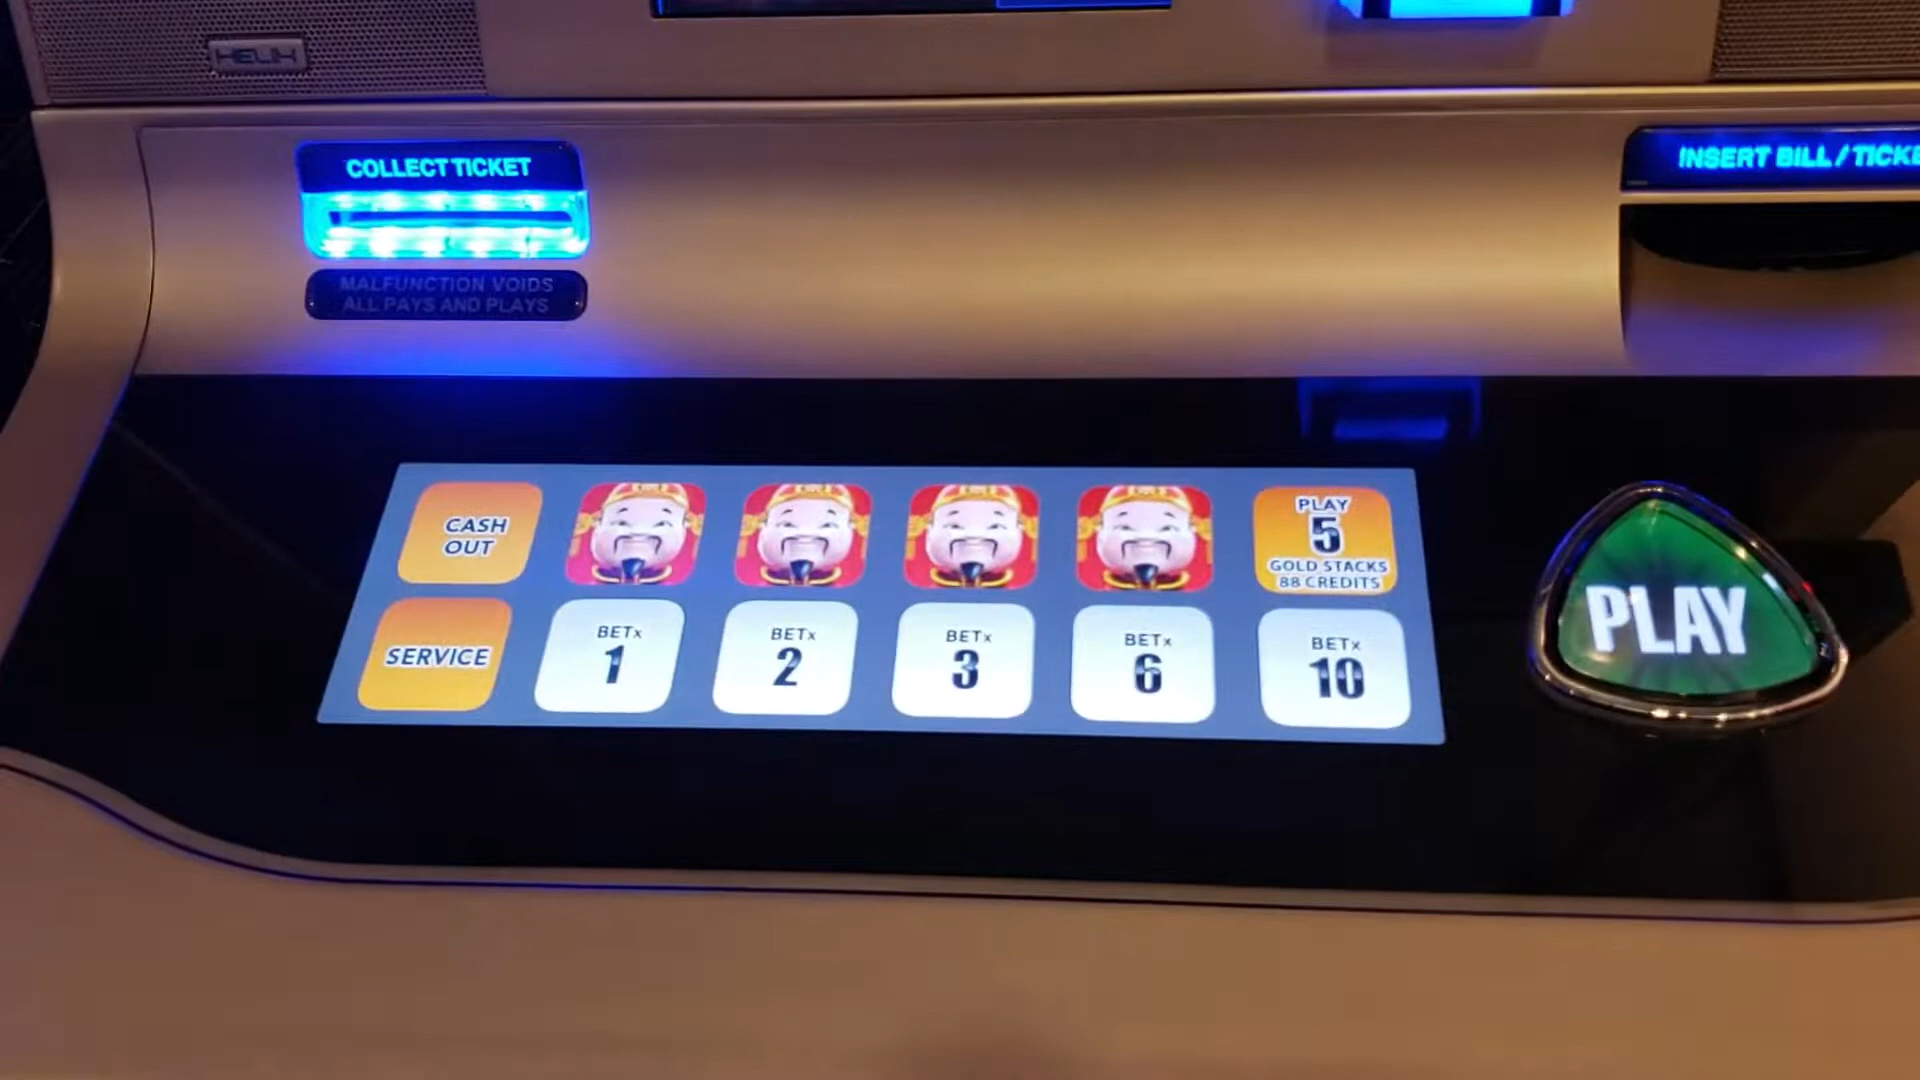 HELIX
COLLECT TICKET
INSERT BILL / TICKE
MALFUNCTION VOIDS
ALL PAYS AND PLAYS
CASH
OUT
PLAY
5
GOLD STACKS
88 CREDITS
SERVICE
BETx
1
BETx
2
BETx
3
BETx
6
BETx
10
PLAY